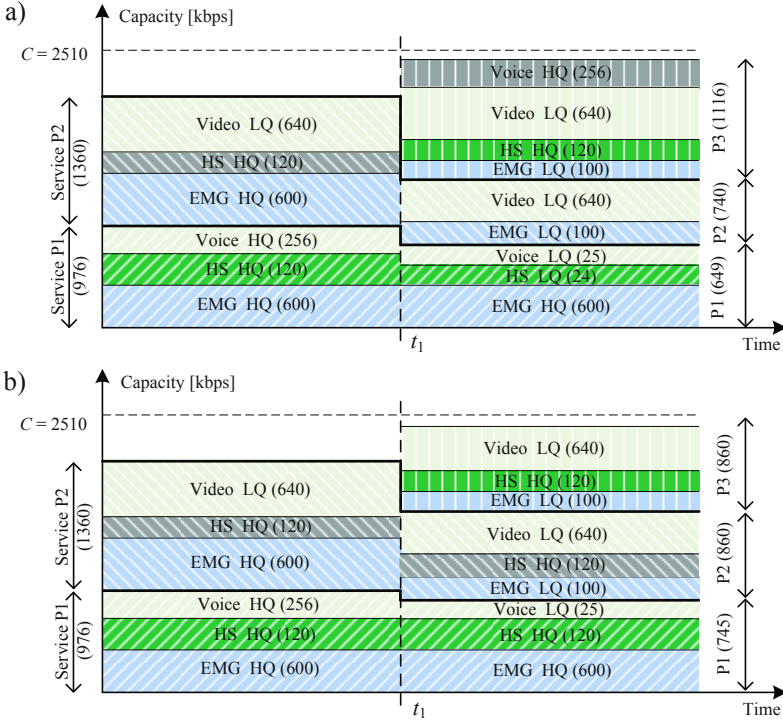 a)
Capacity [kbps]
C = 2510
Service P2
(1360)
Service P1
(976)
Video LQ (640)
HS HQ (120)
EMG HQ (600)
Voice HQ (256)
HS HQ (120)
EMG HQ (600)
Voice HQ (256)
Video LQ (640)
HS HQ (120)
EMG LQ (100)
Video LQ (640)
EMG LQ (100)
Voice LQ (25)
HS LQ (24)
EMG HQ (600)
P3 (1116)
P2 (740)
P1 (649)
t1
Time
b)
Capacity [kbps]
C = 2510
Service P2
(1360)
Service P1
(976)
Video LQ (640)
HS HQ (120)
EMG HQ (600)
Voice HQ (256)
HS HQ (120)
EMG HQ (600)
Video LQ (640)
HS HQ (120)
EMG LQ (100)
Video LQ (640)
HS HQ (120)
EMG LQ (100)
Voice LQ (25)
HS HQ (120)
EMG HQ (600)
P3 (860)
P2 (860)
P1 (745)
t1
Time